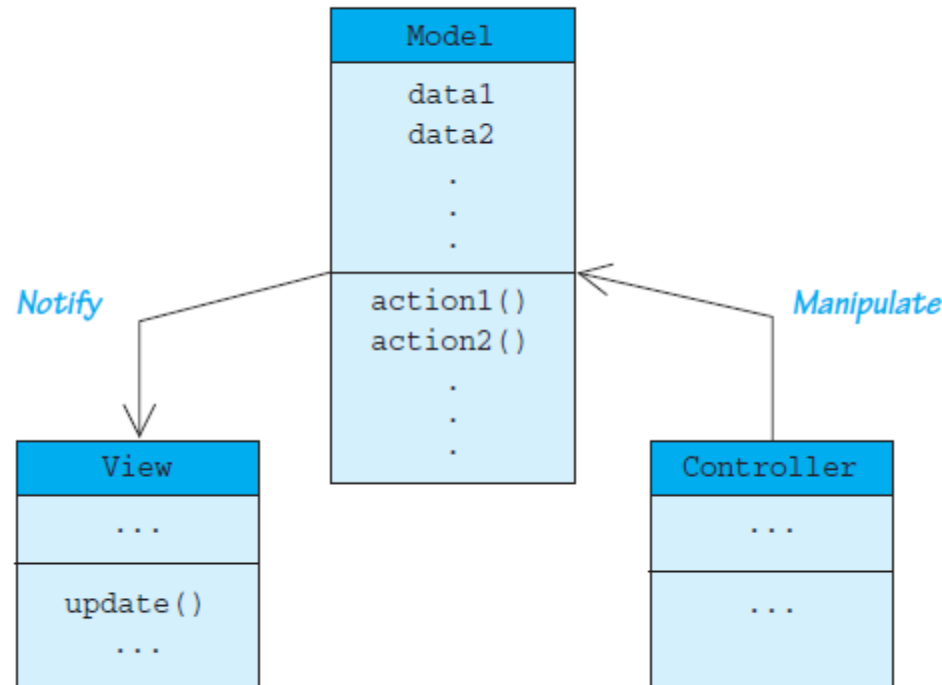 Model
data1
data2
.
.
.
action1()
action2()
.
.
.
Notify
Manipulate
View
...
update()
...
Controller
...
...